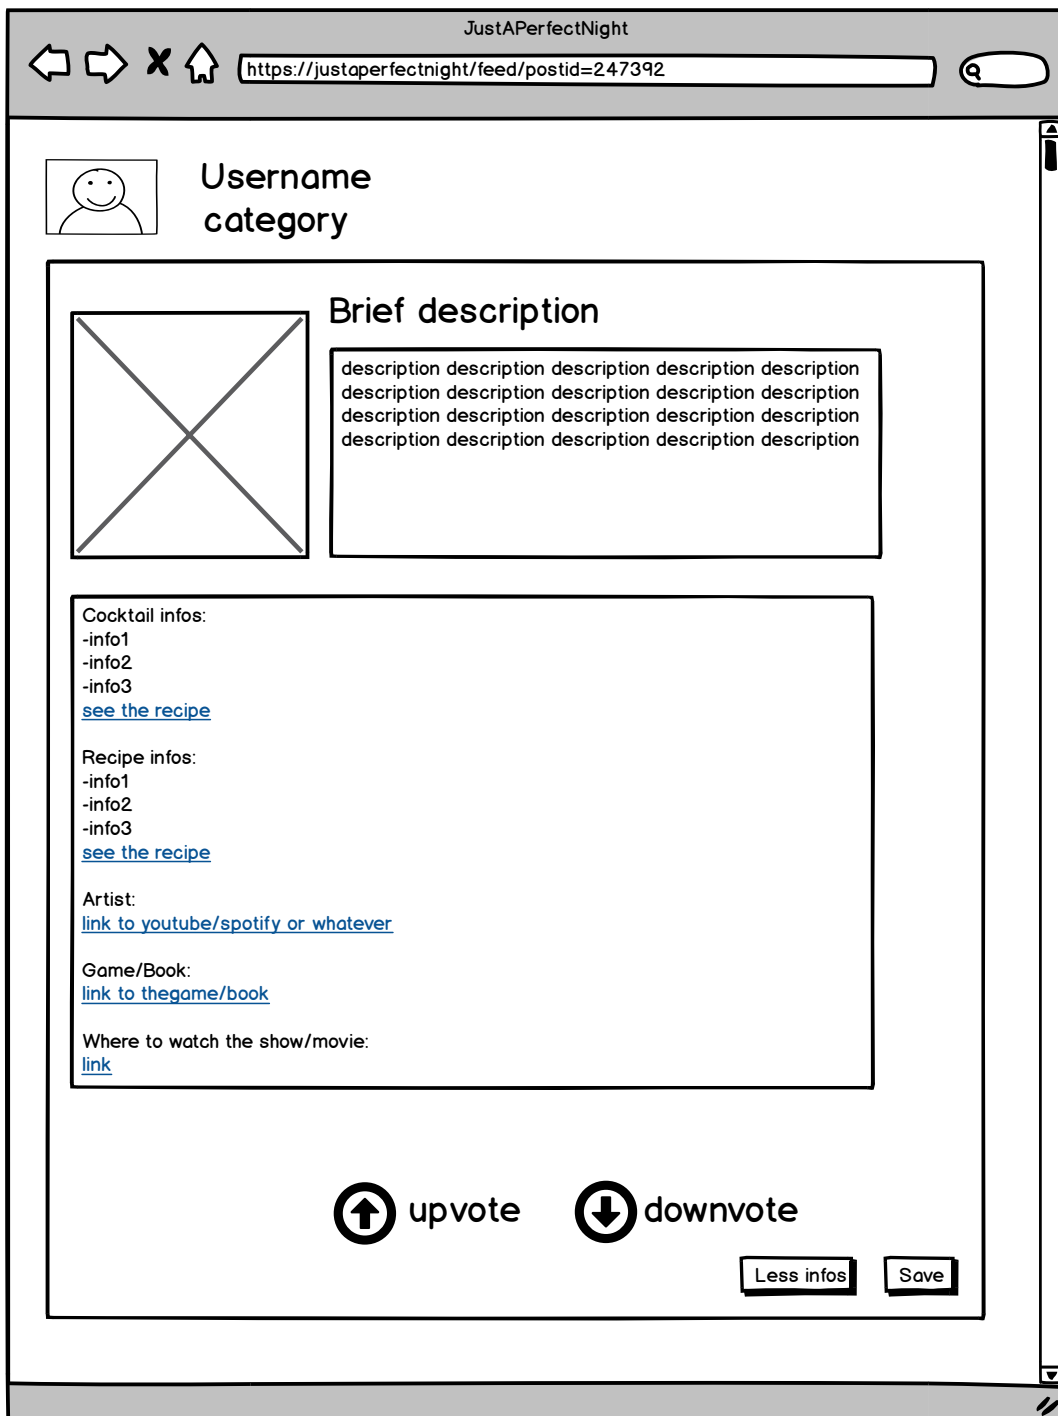 JustAPerfectNight
https://justaperfectnight/feed/postid=247392
Username
category
Brief description
description description description description description
description description description description description
description description description description description
description description description description description
Cocktail infos:
-info1
-info2
-info3
see the recipe
Recipe infos:
-info1
-info2
-info3
see the recipe
Artist:
link to youtube/spotify or whatever
Game/Book:
link to thegame/book
Where to watch the show/movie:
link
upvote downvote
Less infos Save